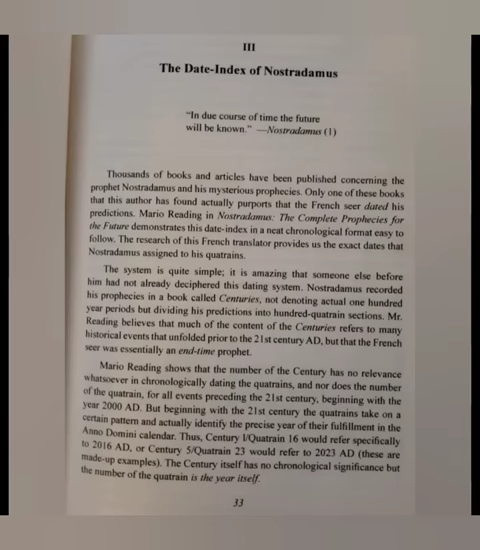 III
The Date-Index of Nostradamus
"In due course of time the future
will be known." —Nostradamus (1)
Thousands of books and articles have been published concerning the
prophet Nostradamus and his mysterious prophecies. Only one of these books
that this author has found actually purports that the French seer dated his
predictions. Mario Reading in Nostradamus: The Complete Prophecies for
the Future demonstrates this date-index in a neat chronological format easy to
follow. The research of this French translator provides us the exact dates that
Nostradamus assigned to his quatrains.
The system is quite simple; it is amazing that someone else before
him had not already deciphered this dating system. Nostradamus recorded
his prophecies in a book called Centuries, not denoting actual one hundred
year periods but dividing his predictions into hundred-quatrain sections. Mr.
Reading believes that much of the content of the Centuries refers to many
historical events that unfolded prior to the 21st century AD, but that the French
seer was essentially an end-time prophet.
Mario Reading shows that the number of the Century has no relevance
whatsoever in chronologically dating the quatrains, and nor does the number
of the quatrain, for all events preceding the 21st century, beginning with the
year 2000 AD. But beginning with the 21st century the quatrains take on a
certain pattern and actually identify the precise year of their fulfillment in the
Anno Domini calendar. Thus, Century 1/Quatrain 16 would refer specifically
to 2016 AD, or Century 5/Quatrain 23 would refer to 2023 AD (these are
made-up examples). The Century itself has no chronological significance but
the number of the quatrain is the year itself.
33